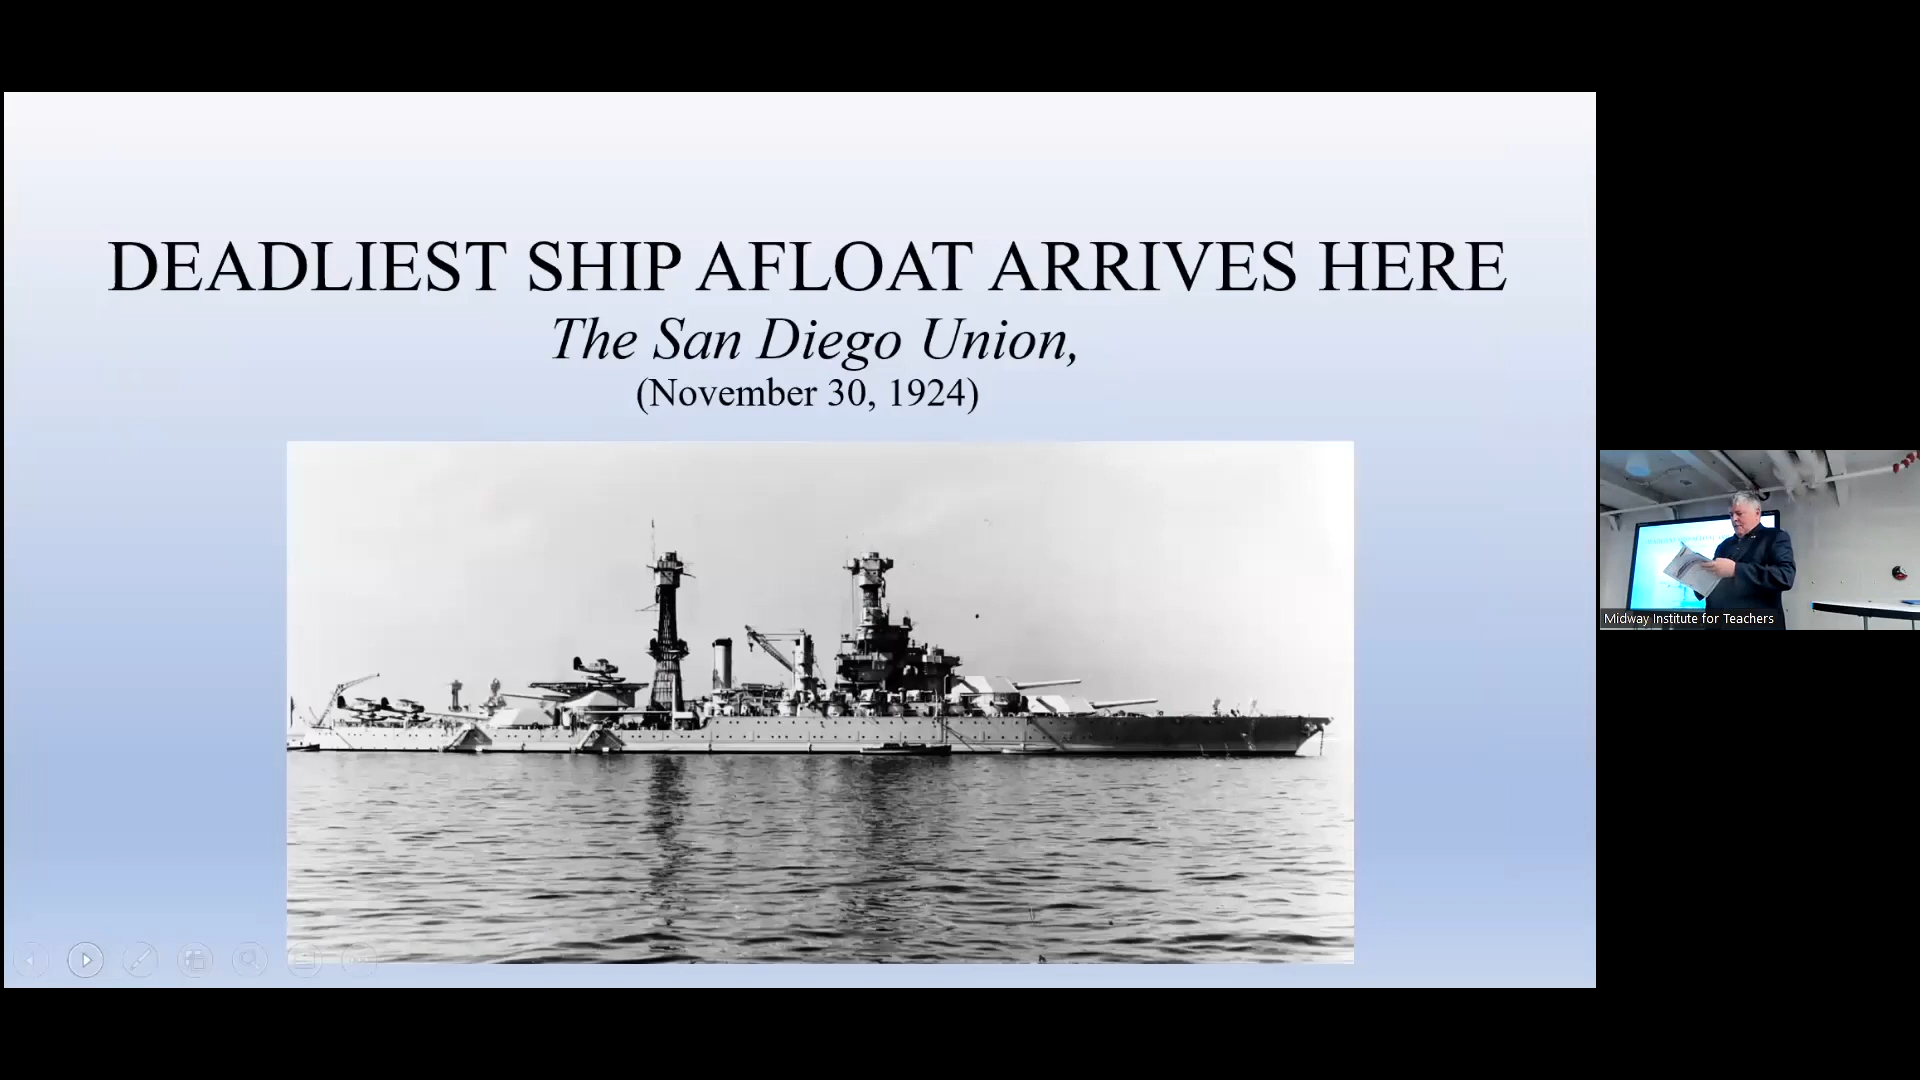 DEADLIEST SHIP AFLOAT ARRIVES HERE
The San Diego Union,
(November 30, 1924)
Midway Institute for Teachers